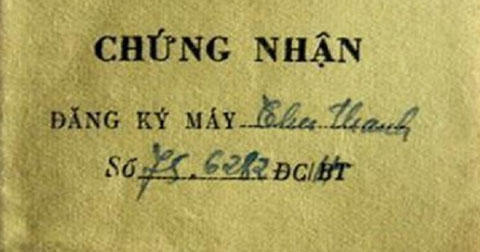 CHỨNG NHẬN
ĐĂNG KÝ MÁY Thu Thanh
Số 75.6282 ĐC/BT